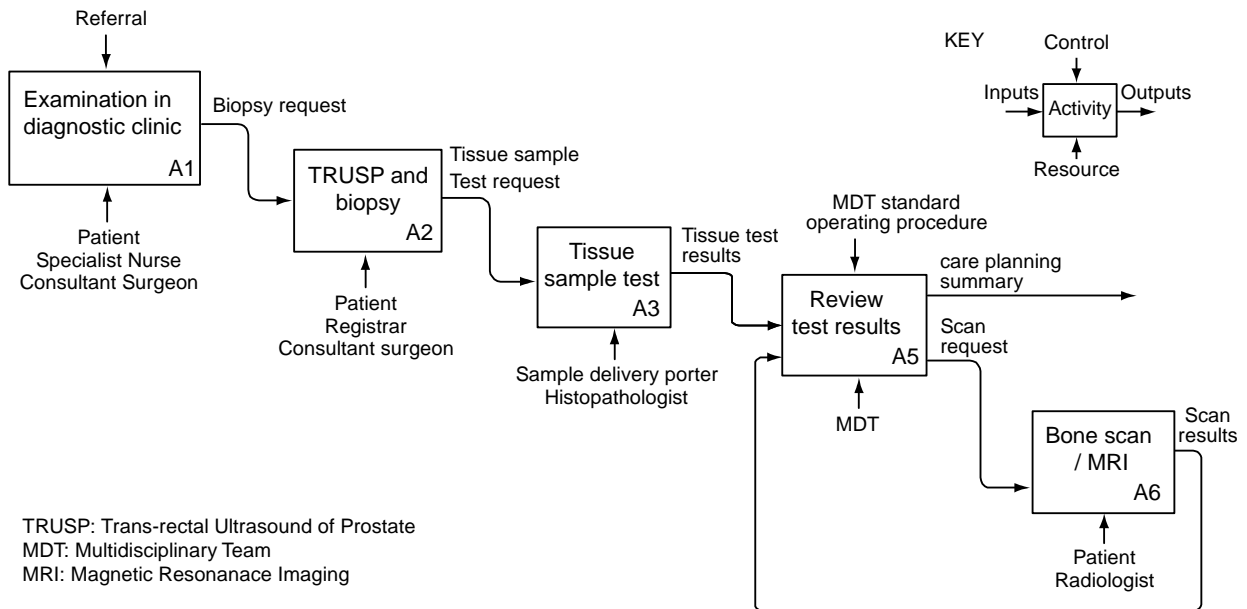 Referral
Examination in
diagnostic clinic
A1
Patient
Specialist Nurse
Consultant Surgeon
Biopsy request
TRUSP and
biopsy
A2
Patient
Registrar
Consultant surgeon
Tissue sample
Test request
Tissue
sample test
A3
Sample delivery porter
Histopathologist
Tissue test
results
MDT standard
operating procedure
Review
test results
A5
MDT
care planning
summary
Scan
request
Bone scan
/ MRI
A6
Patient
Radiologist
Scan
results
KEY
Control
Inputs
Activity
Outputs
Resource
TRUSP: Trans-rectal Ultrasound of Prostate
MDT: Multidisciplinary Team
MRI: Magnetic Resonanace Imaging